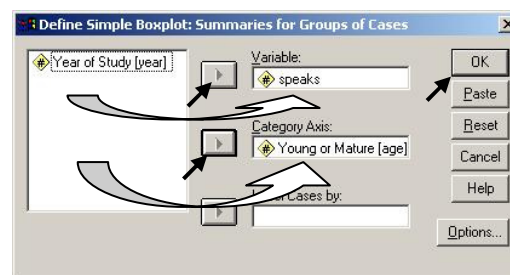 Define Simple Boxplot: Summaries for Groups of Cases
Year of Study [year]
Variable:
speaks
Category Axis:
Young or Mature [age]
Cases by:
OK
Paste
Reset
Cancel
Help
Options...